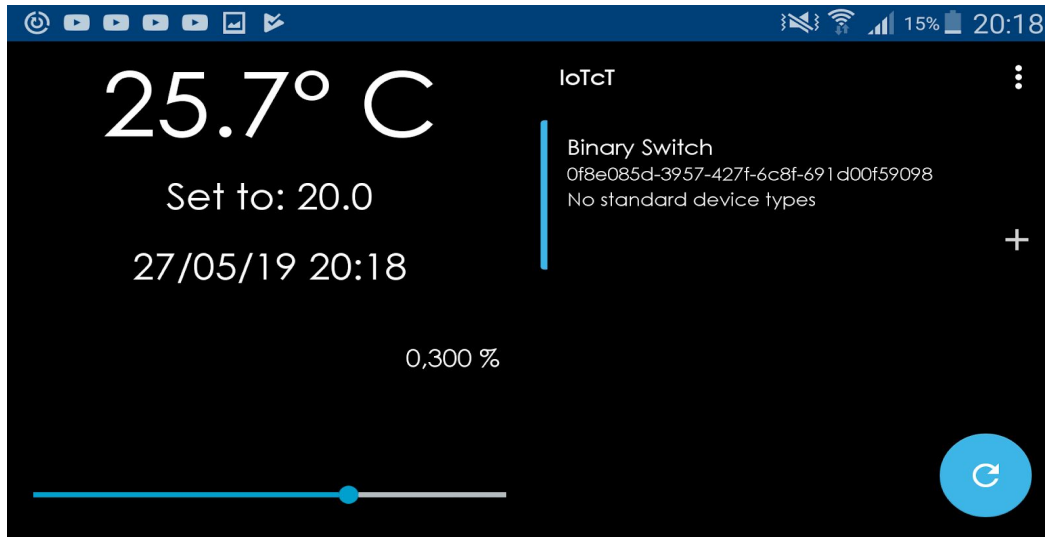 15% 20:18
25.7° C
Set to: 20.0
27/05/19 20:18
0,300 %
IoTcT
Binary Switch
0f8e085d-3957-427f-6c8f-691d00f59098
No standard device types